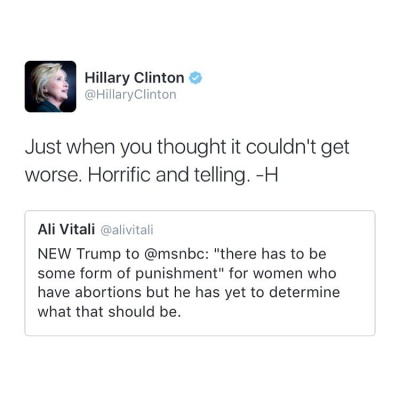 Hillary Clinton
@HillaryClinton
Just when you thought it couldn't get
worse. Horrific and telling. -H
Ali Vitali @alivitali
NEW Trump to @msnbc: "there has to be
some form of punishment" for women who
have abortions but he has yet to determine
what that should be.